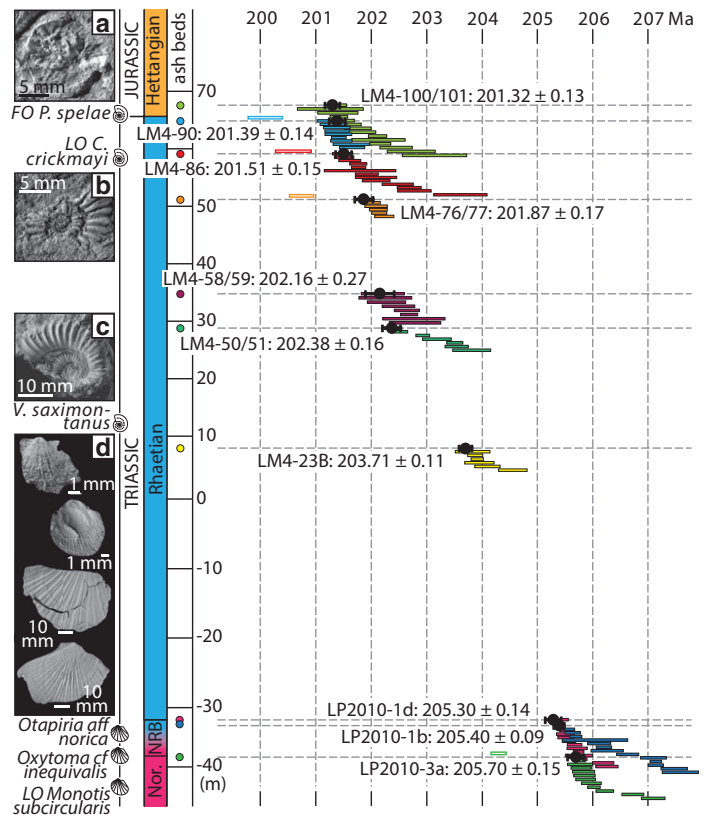 200 201 202 203 204 205 206 207 Ma
a
5 mm
JURASSIC
Hettangian
ash beds
70
FO P. spelae
LM4-100/101: 201.32 ± 0.13
LM4-90: 201.39 ± 0.14
LO C.
crickmayi
LM4-86: 201.51 ± 0.15
5 mm
b
50
LM4-76/77: 201.87 ± 0.17
40
LM4-58/59: 202.16 ± 0.27
30
c
10 mm
LM4-50/51: 202.38 ± 0.16
20
V. saximon-
tanus
10
d
1 mm
TRIASSIC
Rhaetian
LM4-23B: 203.71 ± 0.11
0
1 mm
-10
10
mm
-20
10
mm
-30
LP2010-1d: 205.30 ± 0.14
Otapiria aff
norica
NRB
LP2010-1b: 205.40 ± 0.09
Oxytoma cf
inequivalis
Nor.
-40
(m)
LP2010-3a: 205.70 ± 0.15
LO Monotis
subcircularis